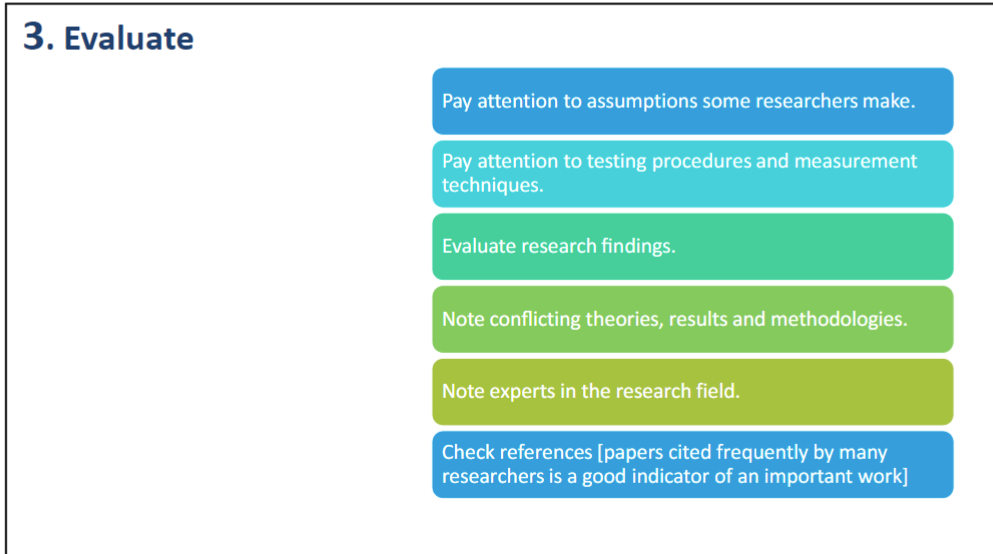 3. Evaluate
Pay attention to assumptions some researchers make.
Pay attention to testing procedures and measurement
techniques.
Evaluate research findings.
Note conflicting theories, results and methodologies.
Note experts in the research field.
Check references [papers cited frequently by many
researchers is a good indicator of an important work]